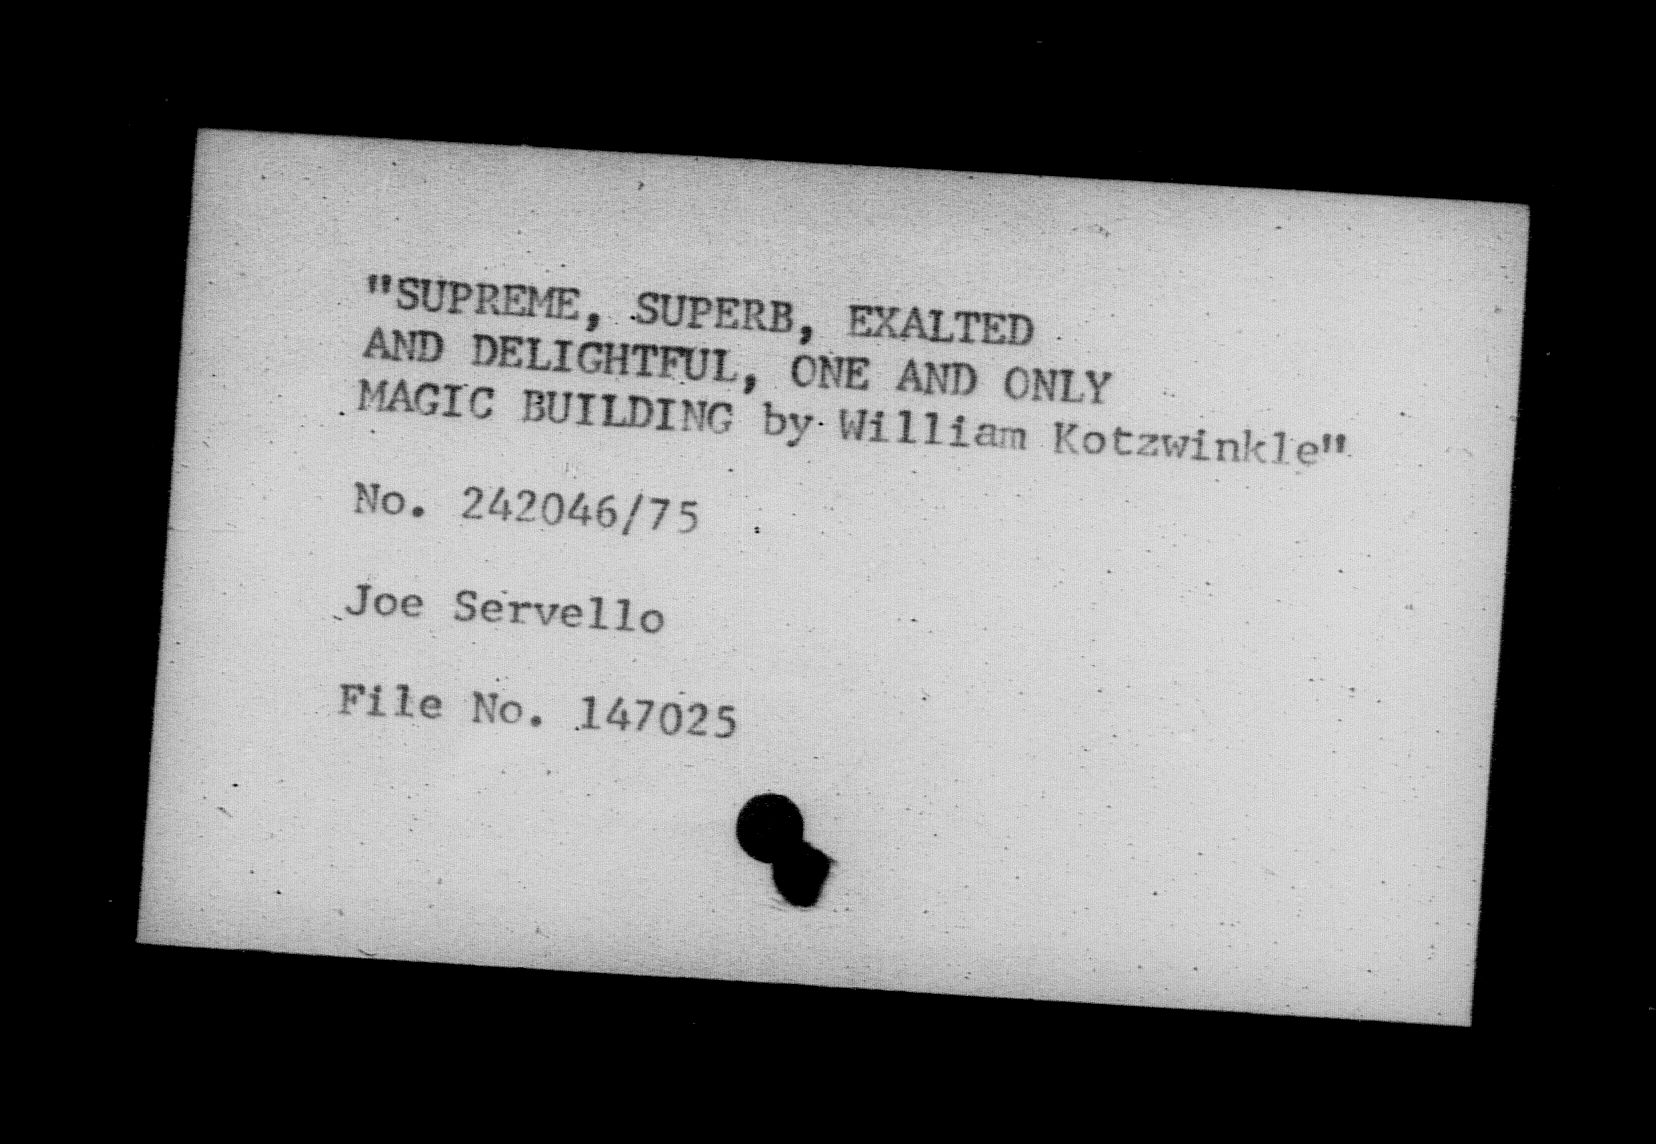 "SUPREME, SUPERB, EXALTED
AND DELIGHTFUL, ONE AND ONLY
MAGIC BUILDING by William Kotzwinkle"
No. 242046/75
Joe Servello
File No. 147025